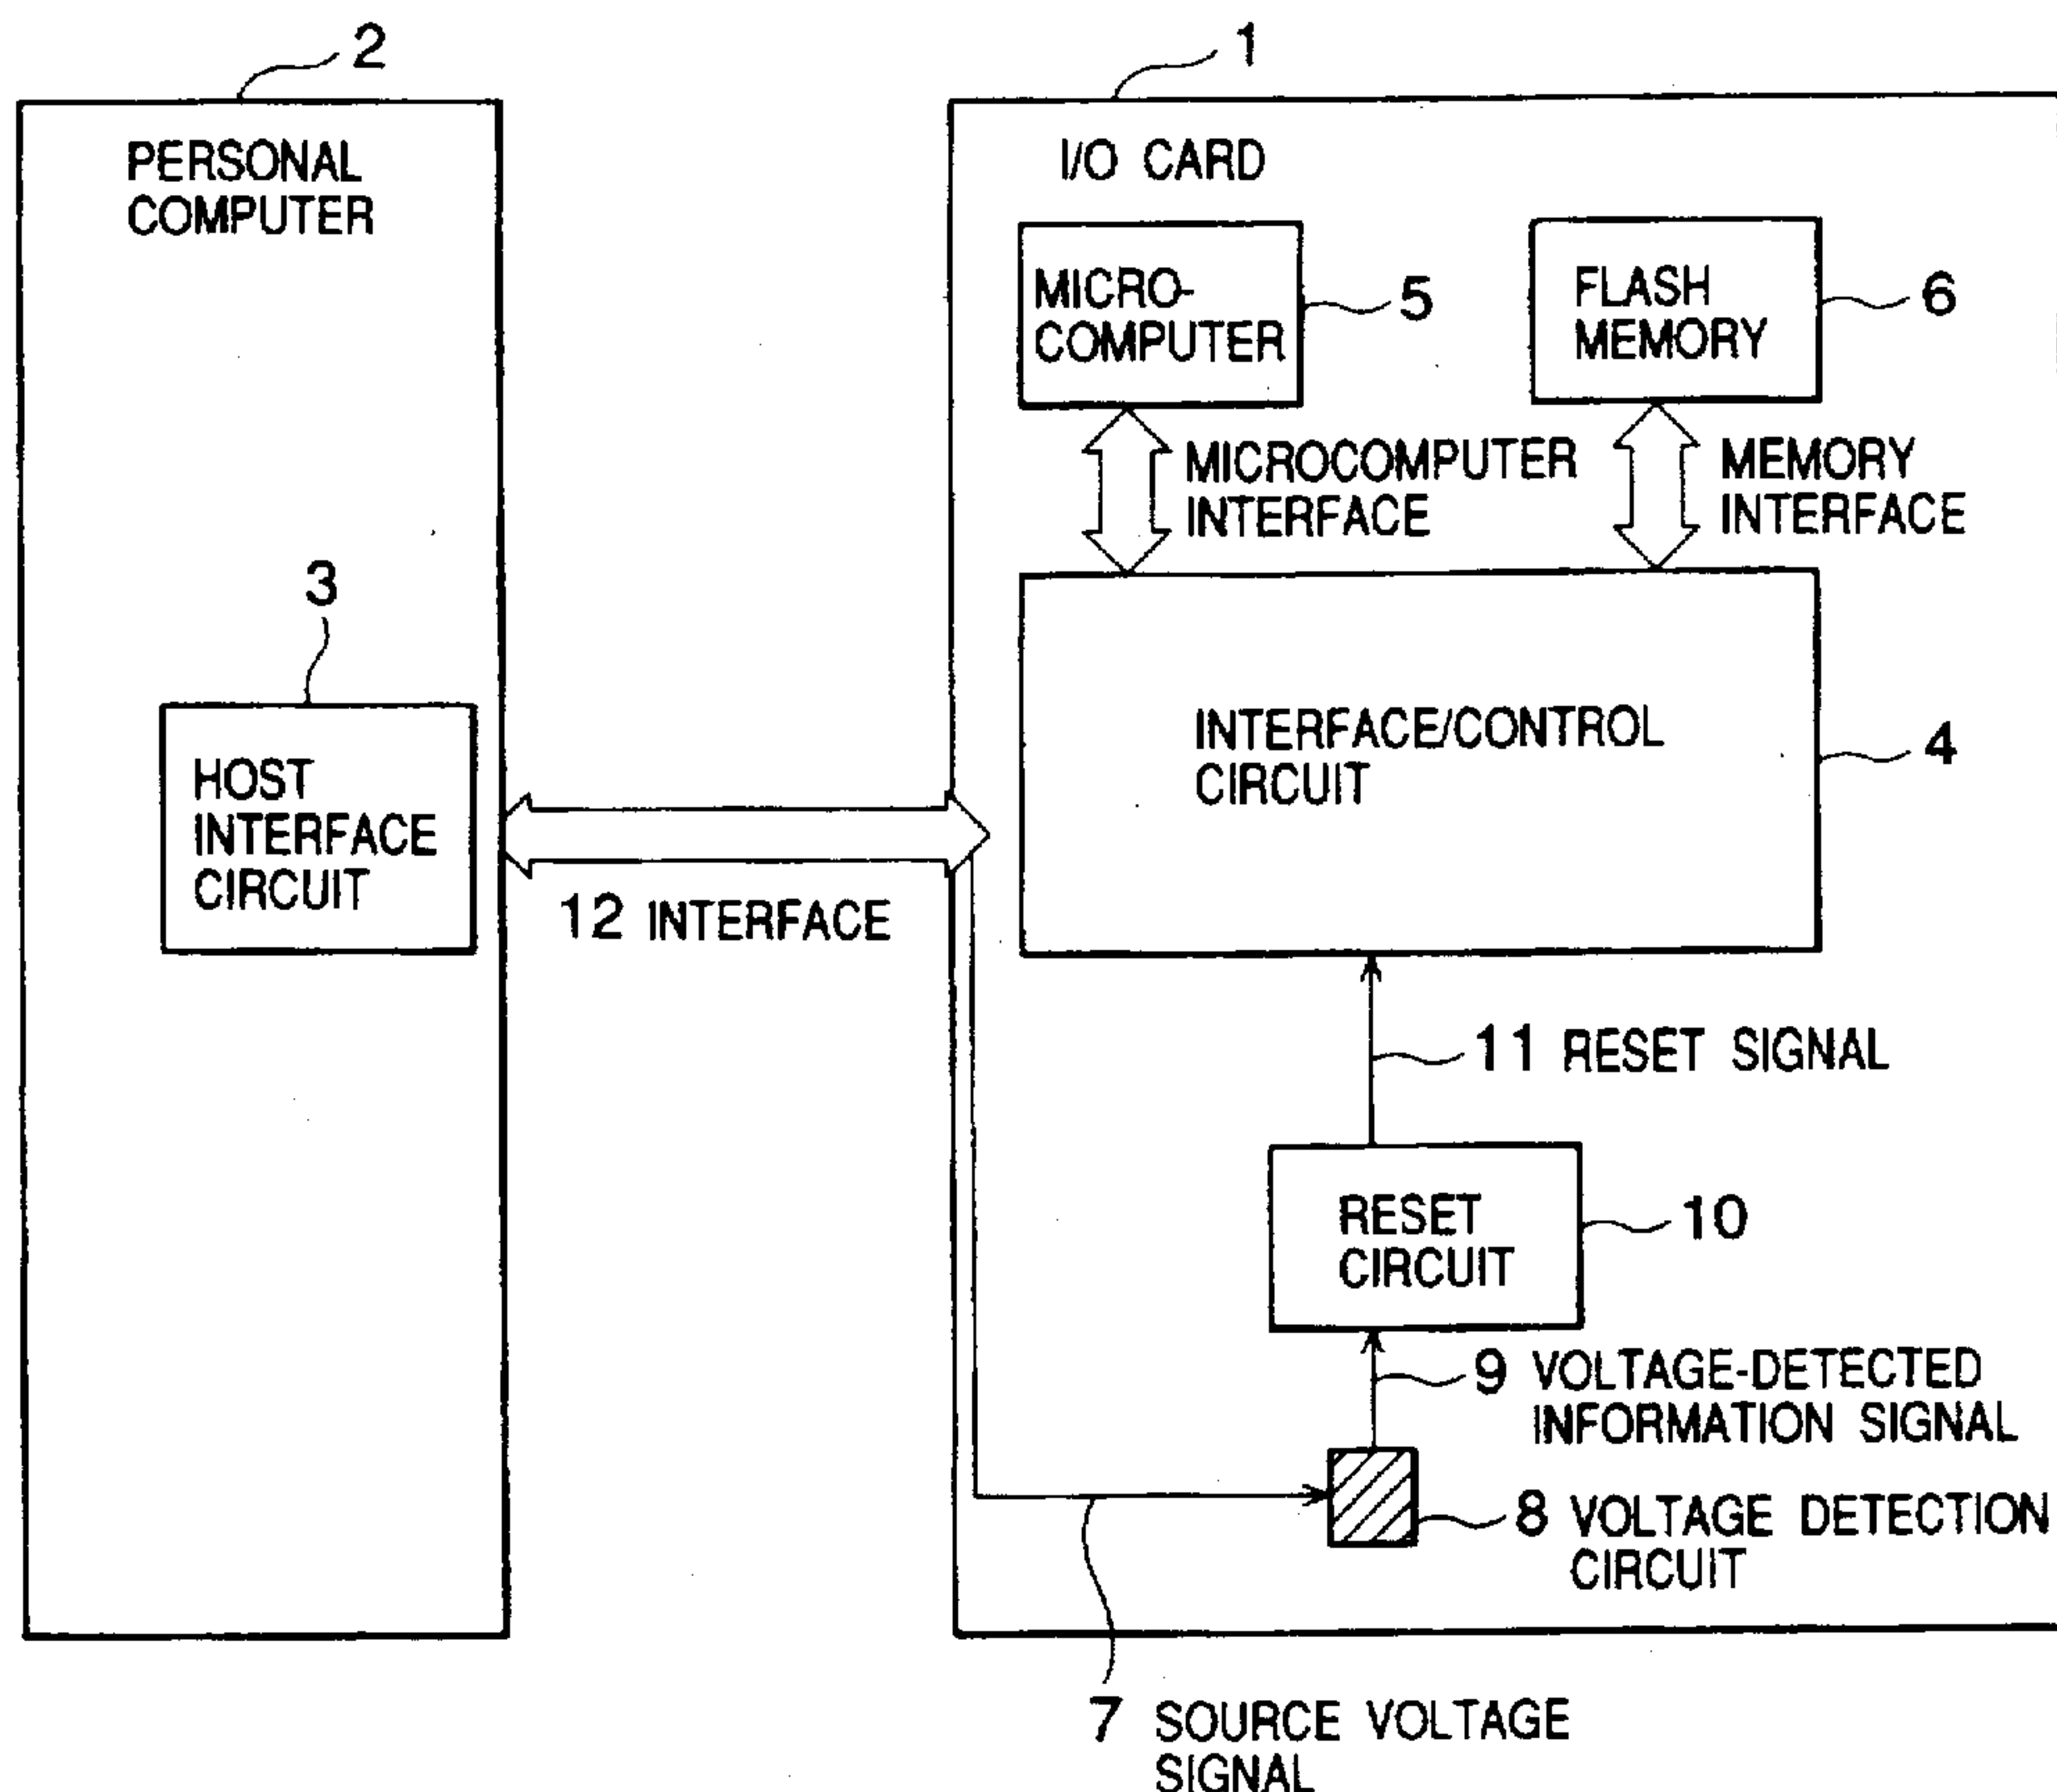 2
1
PERSONAL
COMPUTER
I/O CARD
MICRO-
COMPUTER
5
FLASH
MEMORY
6
MICROCOMPUTER
INTERFACE
MEMORY
INTERFACE
3
HOST
INTERFACE
CIRCUIT
INTERFACE/CONTROL
CIRCUIT
4
12 INTERFACE
11 RESET SIGNAL
RESET
CIRCUIT
10
9 VOLTAGE-DETECTED
INFORMATION SIGNAL
8 VOLTAGE DETECTION
CIRCUIT
7 SOURCE VOLTAGE
SIGNAL